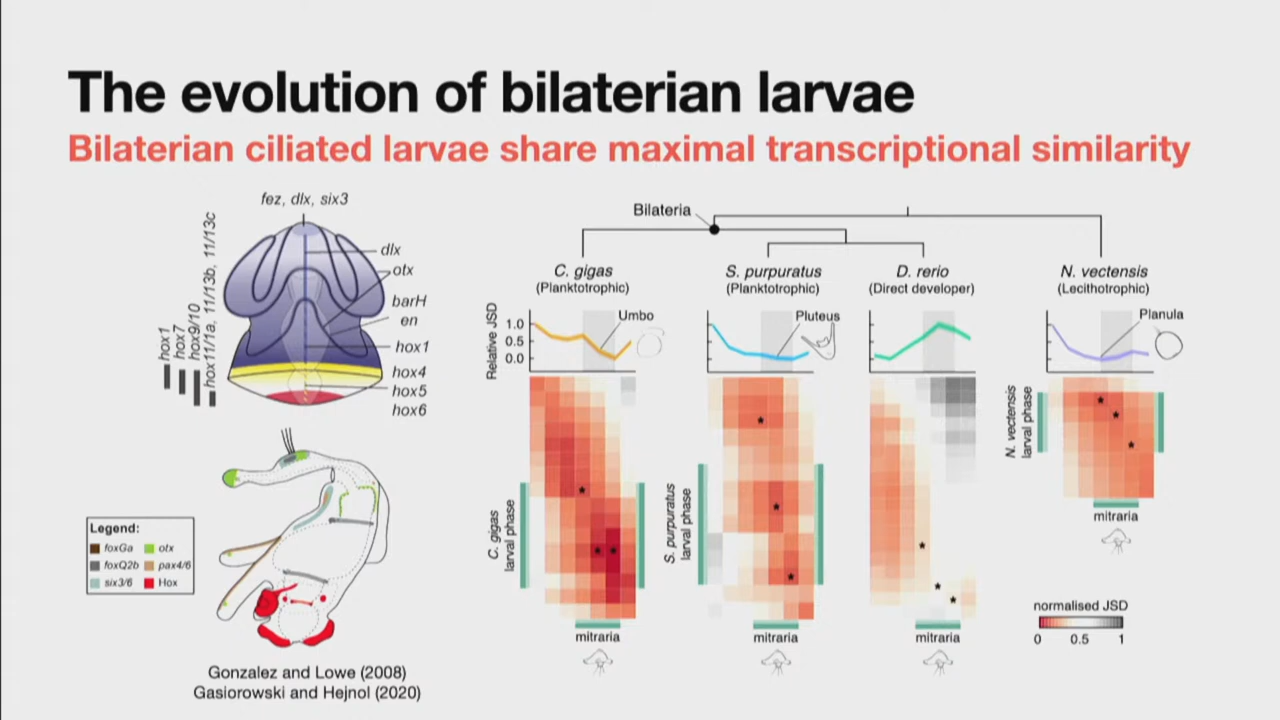 The evolution of bilaterian larvae
Bilaterian ciliated larvae share maximal transcriptional similarity
fez, dlx, six3
hox1
hox7
hox9/10
hox11/1a, 11/13b, 11/13c
dlx
otx
barH
en
hox1
hox4
hox5
hox6
Legend:
foxGa
otx
foxQ2b
pax4/6
six3/6
Hox
Gonzalez and Lowe (2008)
Gasiorowski and Hejnol (2020)
Bilateria
C. gigas
(Planktotrophic)
S. purpuratus
(Planktotrophic)
D. rerio
(Direct developer)
N. vectensis
(Lecithotrophic)
Relative JSD
1.0
0.5
0.0
Umbo
Pluteus
Planula
C. gigas
larval phase
S. purpuratus
larval phase
N. vectensis
larval phase
mitraria
mitraria
mitraria
mitraria
normalised JSD
0 0.5 1